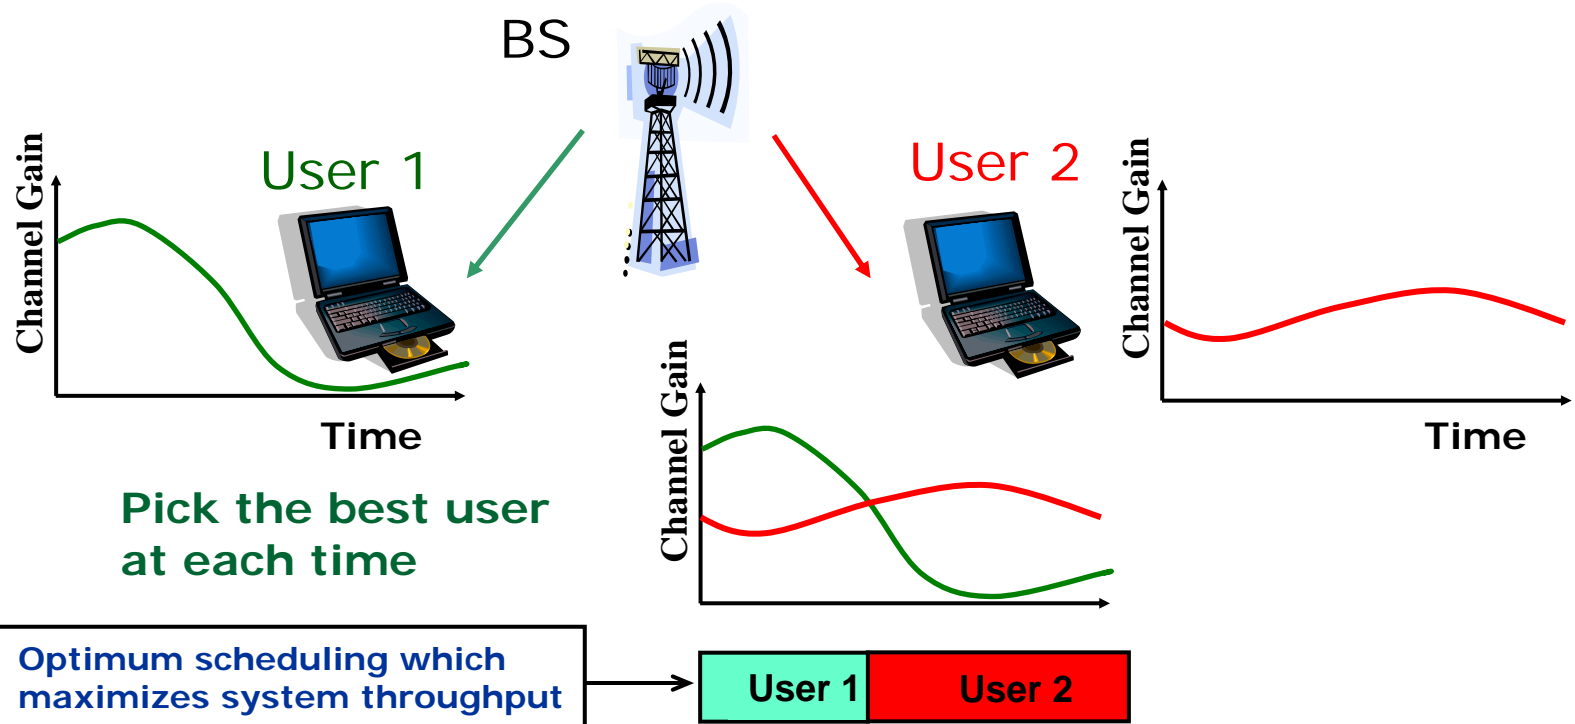 BS
User 1
User 2
Channel Gain
Time
Channel Gain
Time
Channel Gain
Pick the best user
at each time
Optimum scheduling which
maximizes system throughput
User 1
User 2